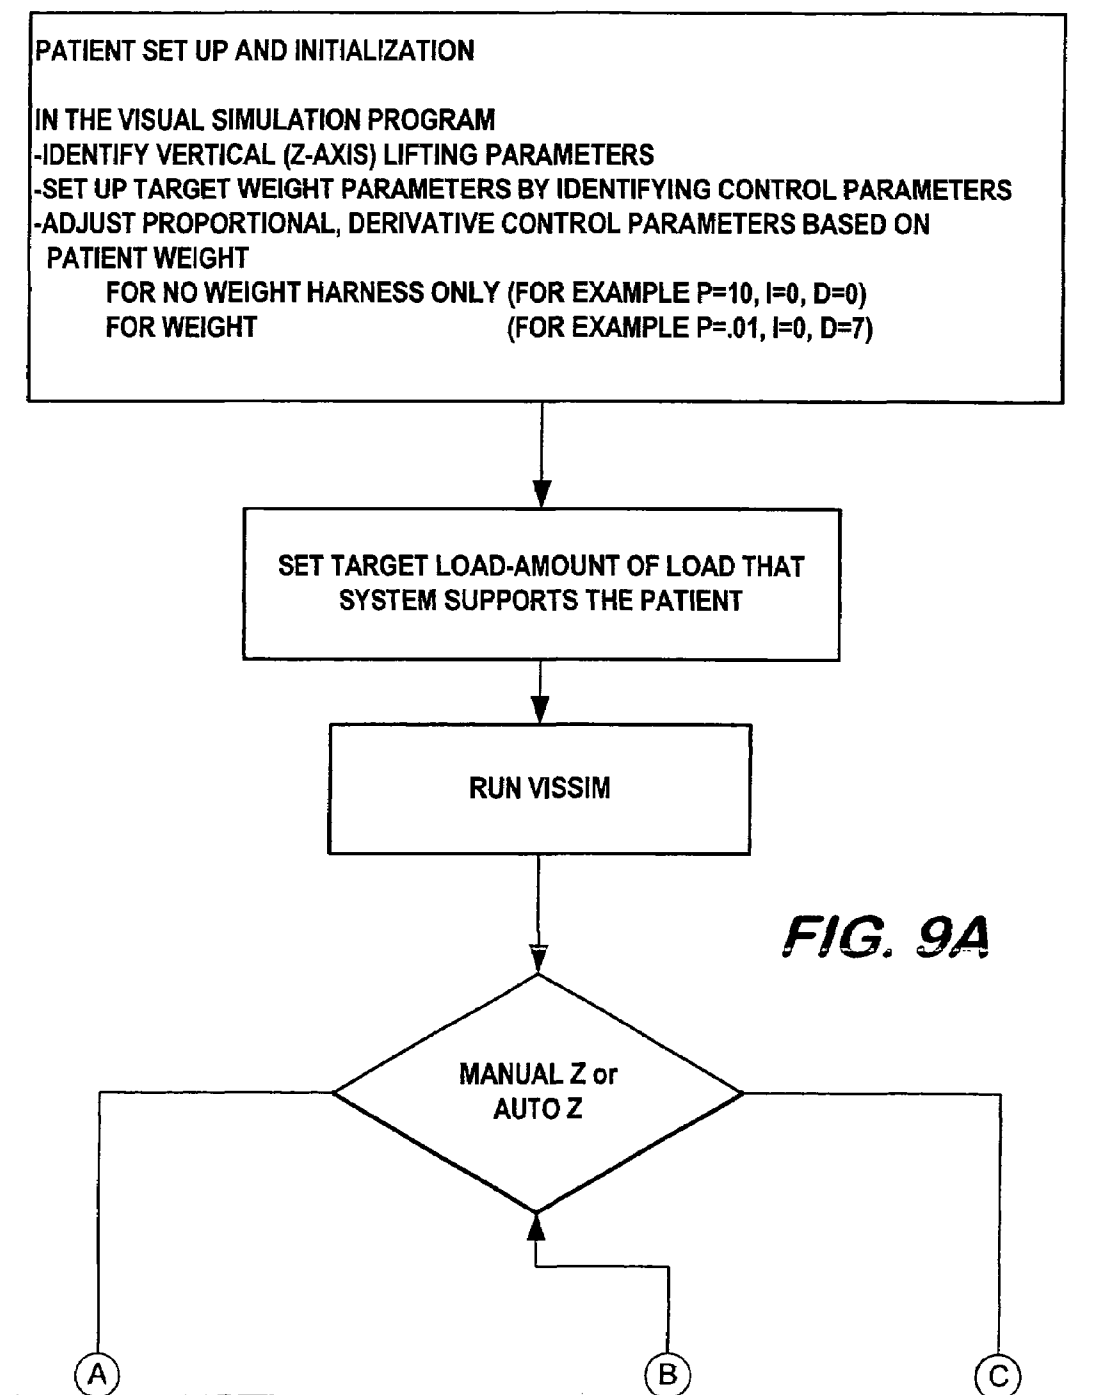 PATIENT SET UP AND INITIALIZATION
IN THE VISUAL SIMULATION PROGRAM
-IDENTIFY VERTICAL (Z-AXIS) LIFTING PARAMETERS
-SET UP TARGET WEIGHT PARAMETERS BY IDENTIFYING CONTROL PARAMETERS
-ADJUST PROPORTIONAL, DERIVATIVE CONTROL PARAMETERS BASED ON
PATIENT WEIGHT
FOR NO WEIGHT HARNESS ONLY (FOR EXAMPLE P=10, I=0, D=0)
FOR WEIGHT (FOR EXAMPLE P=.01, I=0, D=7)
SET TARGET LOAD-AMOUNT OF LOAD THAT
SYSTEM SUPPORTS THE PATIENT
RUN VISSIM
FIG. 9A
MANUAL Z or
AUTO Z
A
B
C